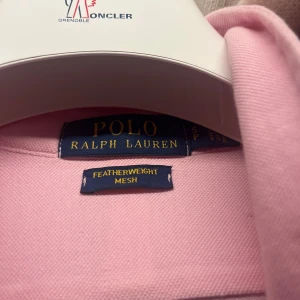 GRENOBLE
MONCLER
POLO
RALPH LAUREN
FEATHERWEIGHT
MESH